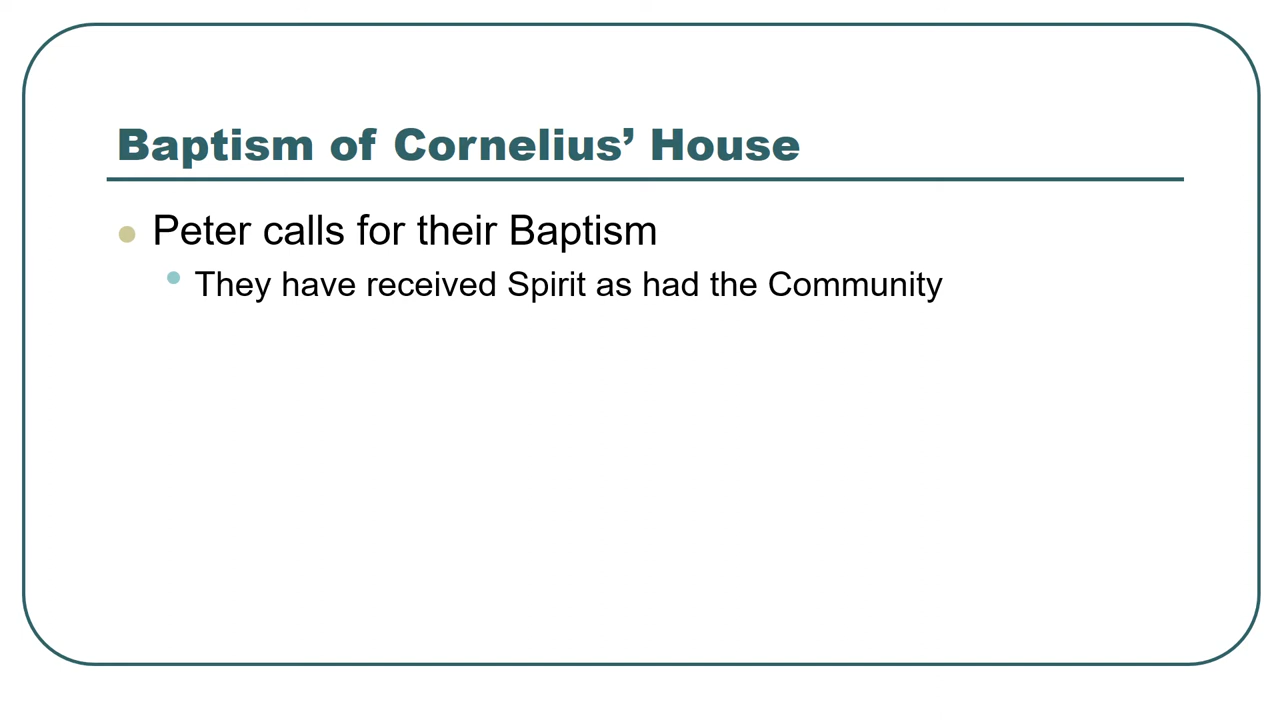 Baptism of Cornelius’ House
Peter calls for their Baptism
They have received Spirit as had the Community